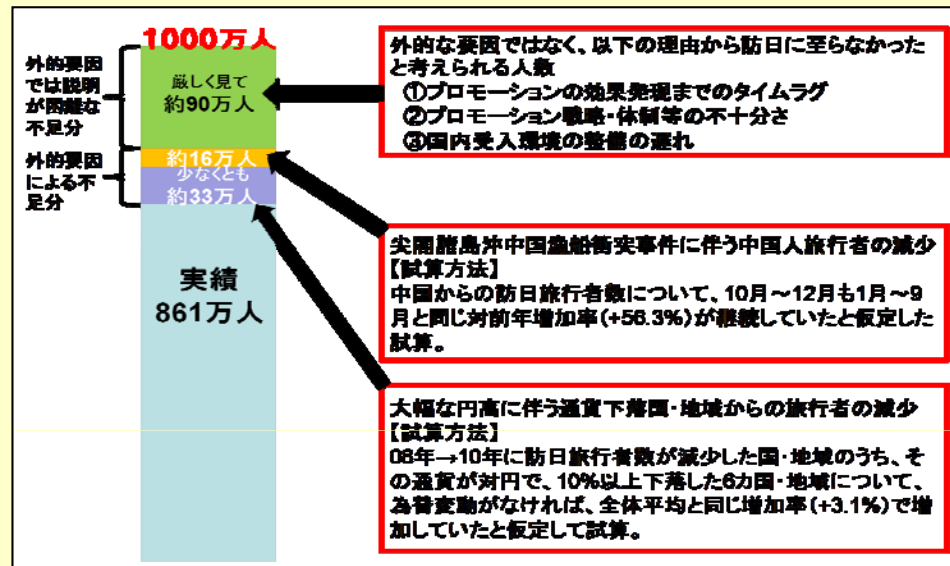 1000万人
外的要因
では説明
が困難な
不足分
厳しく見て
約90万人
外的要因
による不
足分
約16万人
少なくとも
約33万人
実績
861万人
外的な要因ではなく、以下の理由から訪日に至らなかった
と考えられる人数
①プロモーションの効果発現までのタイムラグ
②プロモーション戦略・体制等の不十分さ
③国内受入環境の整備の遅れ
尖閣諸島沖中国漁船衝突事件に伴う中国人旅行者の減少
【試算方法】
中国からの訪日旅行者数について、10月～12月も1月～9
月と同じ対前年増加率(+56.3%)が継続していたと仮定した
試算。
大幅な円高に伴う通貨下落国・地域からの旅行者の減少
【試算方法】
08年→10年に訪日旅行者数が減少した国・地域のうち、そ
の通貨が対円で、10%以上下落した6カ国・地域について、
為替変動がなければ、全体平均と同じ増加率(+3.1%)で増
加していたと仮定して試算。